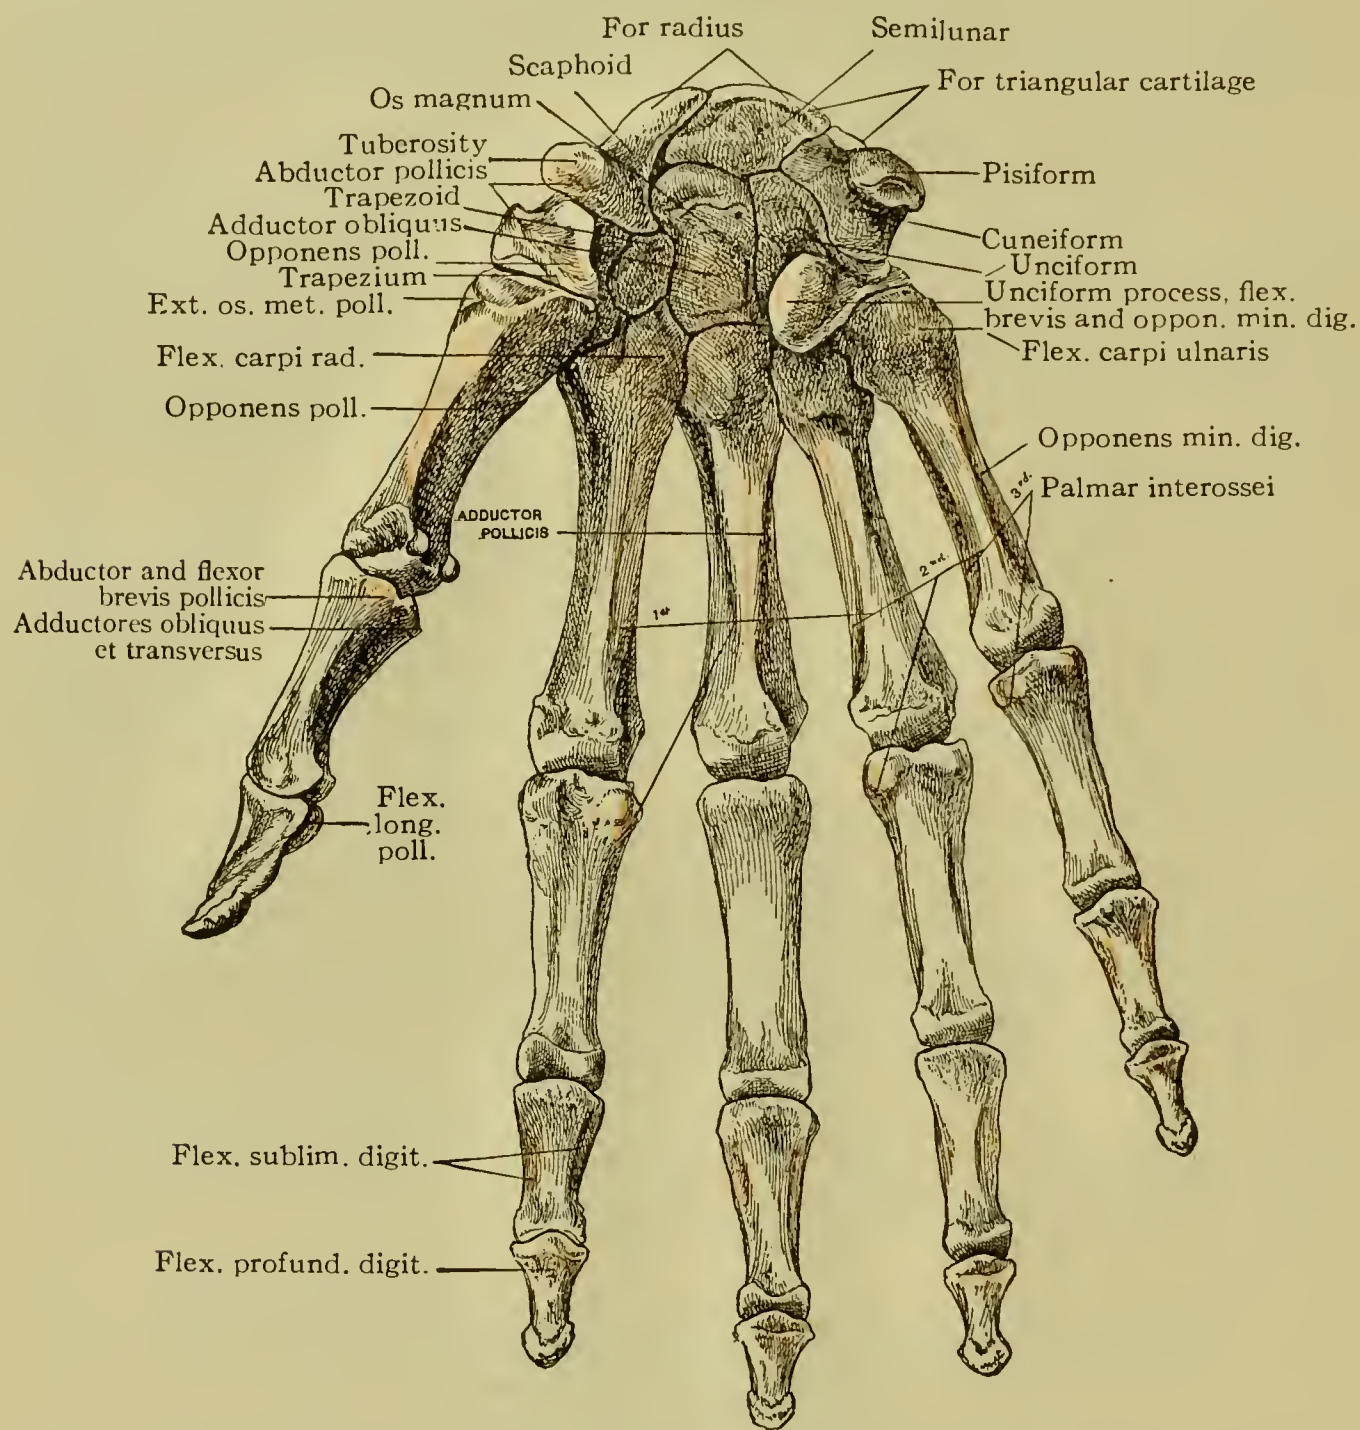 For radius
Semilunar
Scaphoid
For triangular cartilage
Os magnum
Tuberosity
Abductor pollicis
Pisiform
Trapezoid
Adductor obliquus
Cuneiform
Opponens poll.
Unciform
Trapezium
Unciform process, flex.
brevis and oppon. min. dig.
Ext. os. met. poll.
Flex. carpi rad.
Flex. carpi ulnaris
Opponens poll.
Opponens min. dig.
3rd.
Palmar interossei
ADDUCTOR
POLLICIS
2nd.
Abductor and flexor
brevis pollicis
1st
Adductores obliquus
et transversus
Flex.
long.
poll.
Flex. sublim. digit.
Flex. profund. digit.